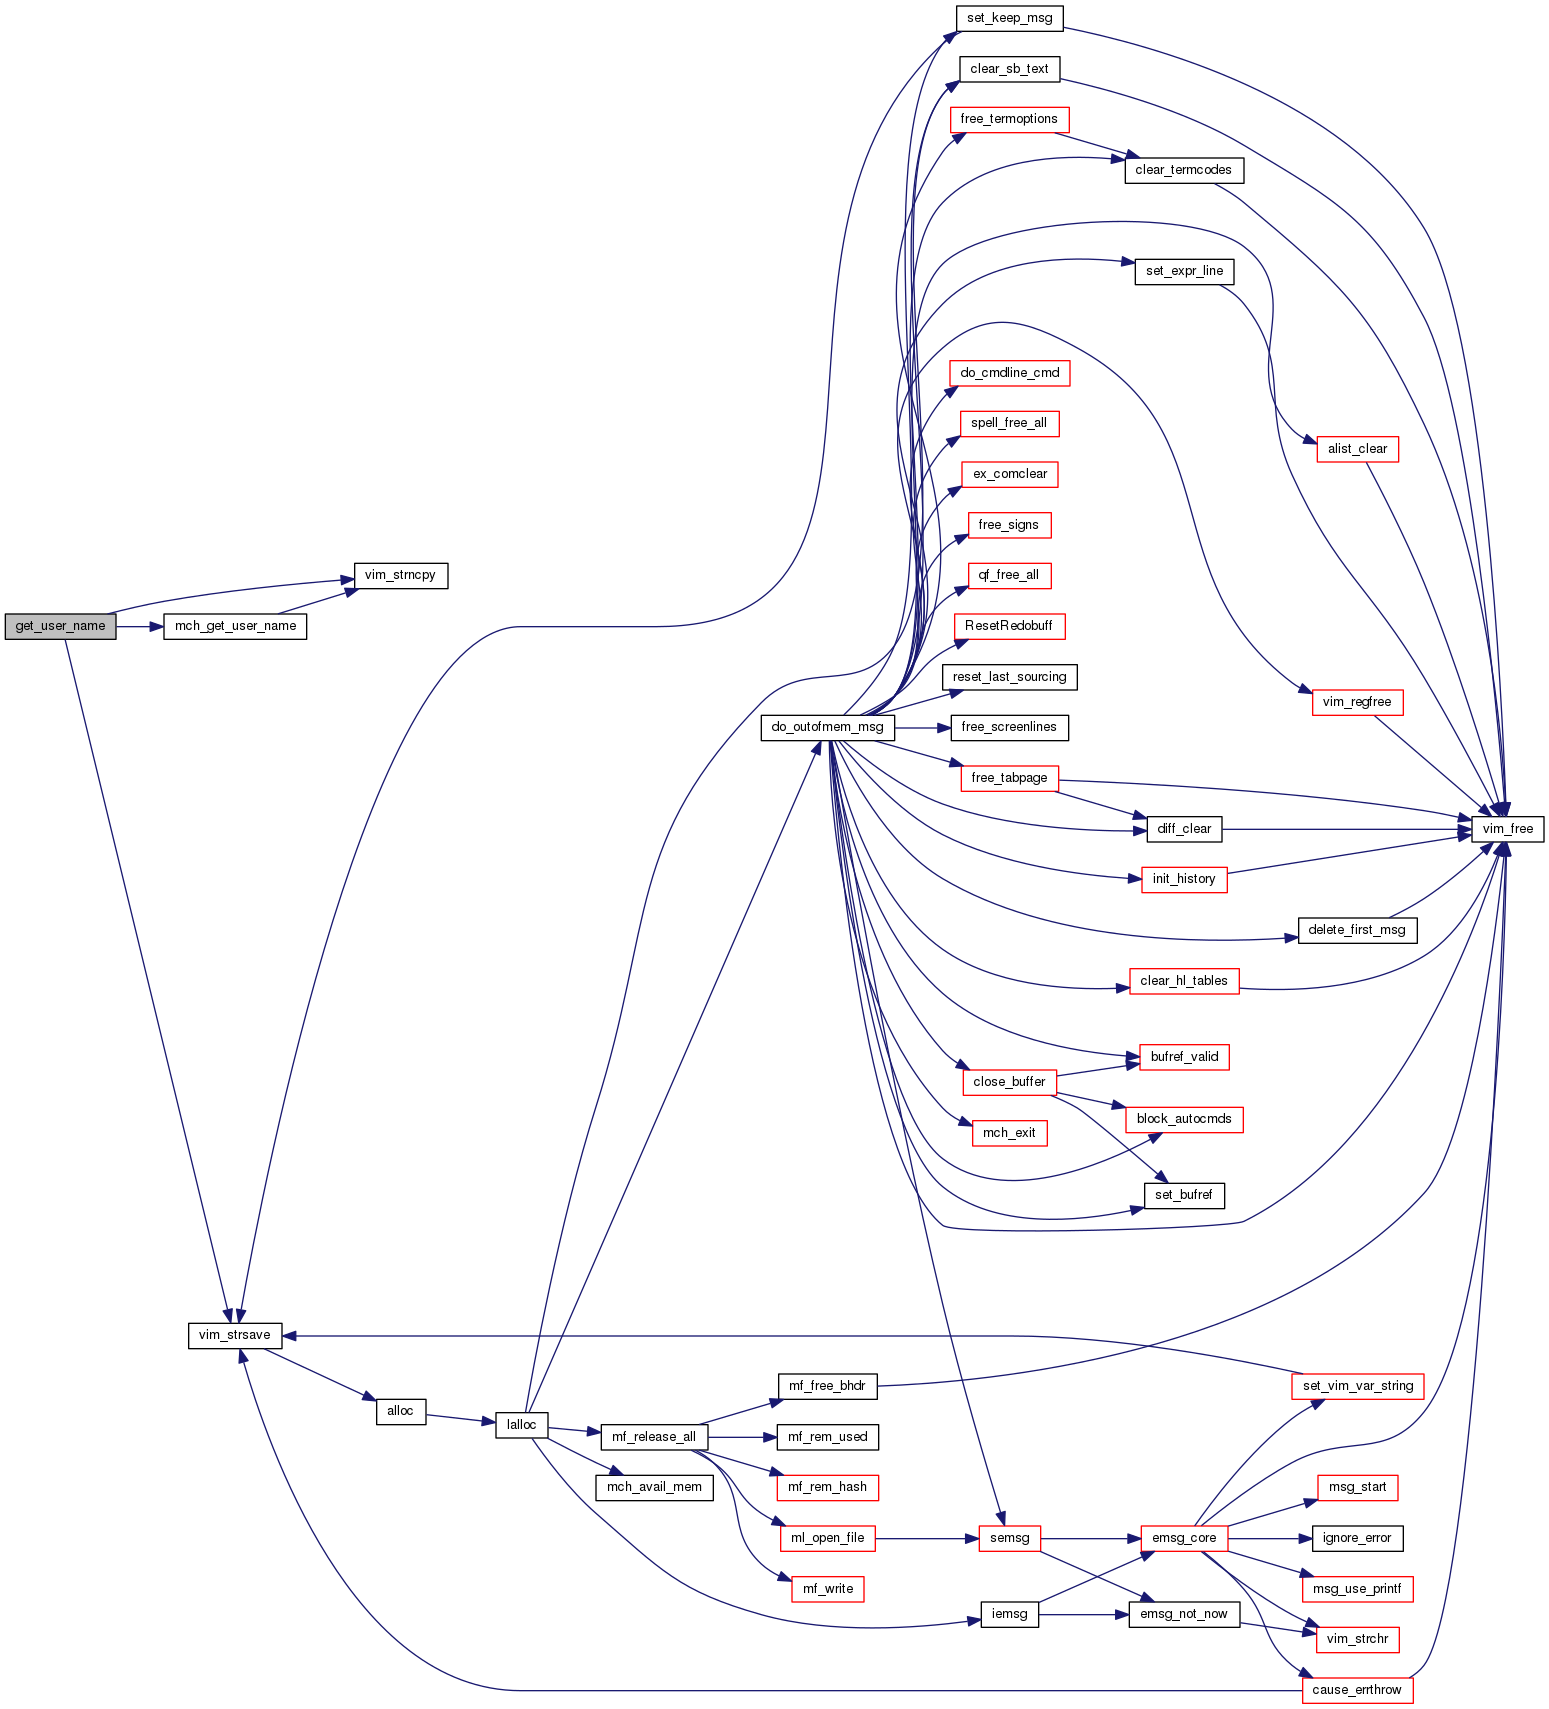 set_keep_msg
clear_sb_text
free_termoptions
clear_termcodes
set_expr_line
do_cmdline_cmd
spell_free_all
alist_clear
ex_comclear
free_signs
vim_strncpy
qf_free_all
get_user_name
mch_get_user_name
ResetRedobuff
reset_last_sourcing
vim_regfree
do_outofmem_msg
free_screenlines
free_tabpage
diff_clear
vim_free
init_history
delete_first_msg
clear_hl_tables
bufref_valid
close_buffer
block_autocmds
mch_exit
set_bufref
vim_strsave
mf_free_bhdr
set_vim_var_string
alloc
lalloc
mf_release_all
mf_rem_used
mch_avail_mem
mf_rem_hash
msg_start
ml_open_file
semsg
emsg_core
ignore_error
mf_write
msg_use_printf
iemsg
emsg_not_now
vim_strchr
cause_errthrow